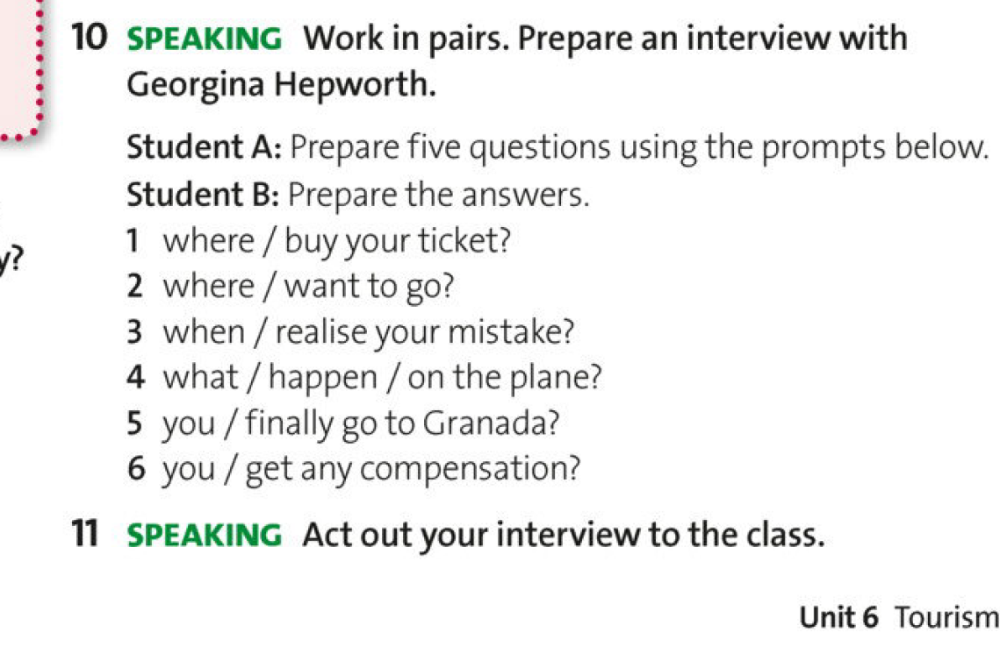 10 SPEAKING Work in pairs. Prepare an interview with
Georgina Hepworth.
Student A: Prepare five questions using the prompts below.
Student B: Prepare the answers.
y?
1 where / buy your ticket?
2 where / want to go?
3 when / realise your mistake?
4 what / happen / on the plane?
5 you / finally go to Granada?
6 you / get any compensation?
11 SPEAKING Act out your interview to the class.
Unit 6 Tourism